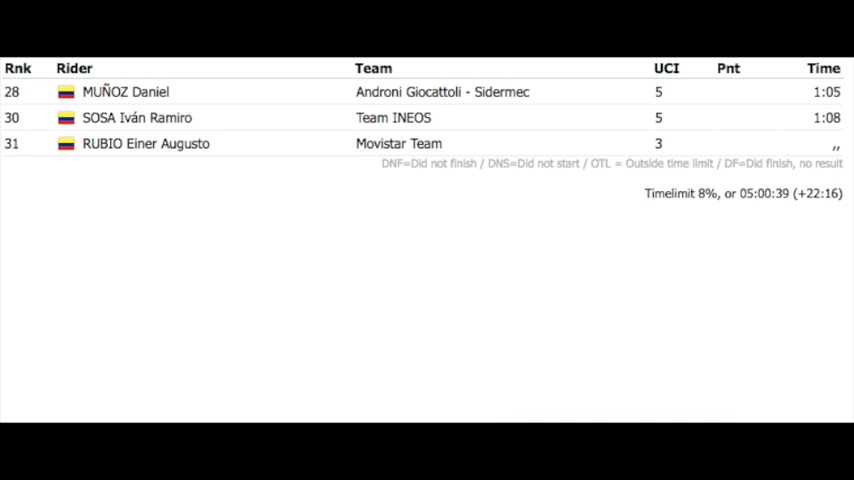 Rnk Rider Team UCI Pnt Time
28 MUÑOZ Daniel Androni Giocattoli - Sidermec 5 1:05
30 SOSA Iván Ramiro Team INEOS 5 1:08
31 RUBIO Einer Augusto Movistar Team 3 ,,
DNF=Did not finish / DNS=Did not start / OTL = Outside time limit / DF=Did finish, no result
Timelimit 8%, or 05:00:39 (+22:16)